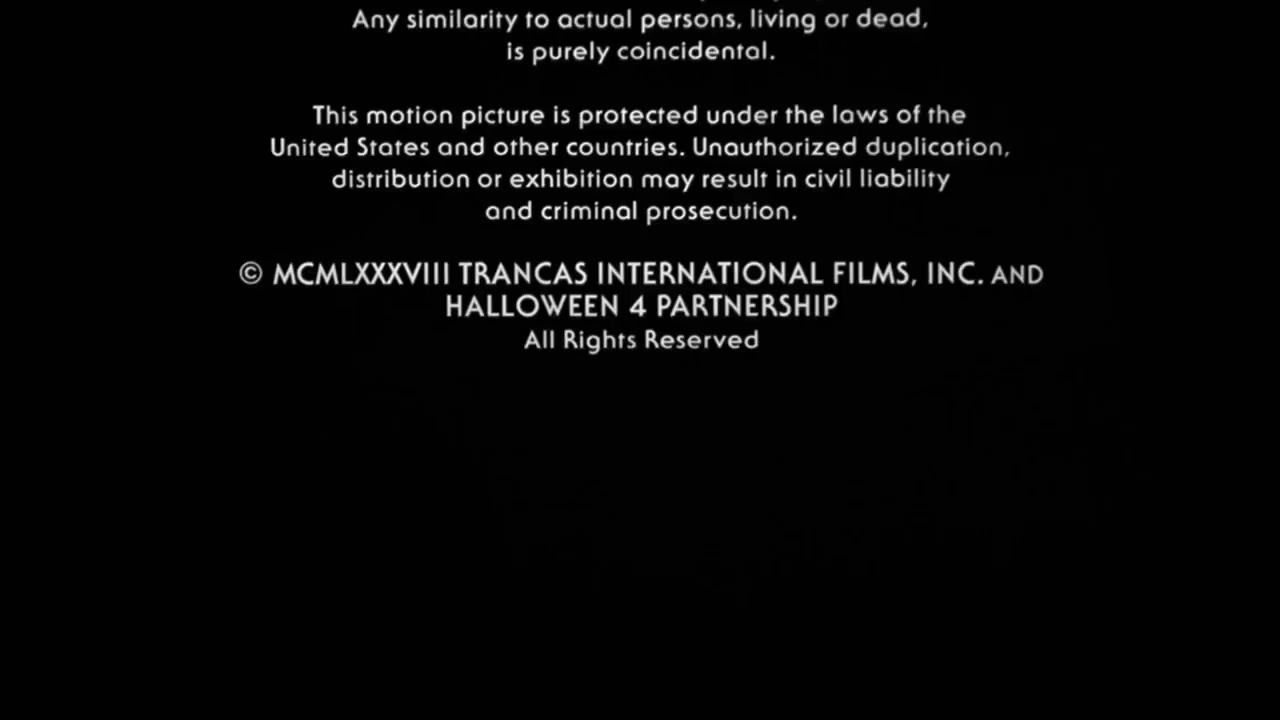 Any similarity to actual persons, living or dead,
is purely coincidental.
This motion picture is protected under the laws of the
United States and other countries. Unauthorized duplication,
distribution or exhibition may result in civil liability
and criminal prosecution.
© MCMLXXXVIII TRANCAS INTERNATIONAL FILMS, INC. AND
HALLOWEEN 4 PARTNERSHIP
All Rights Reserved